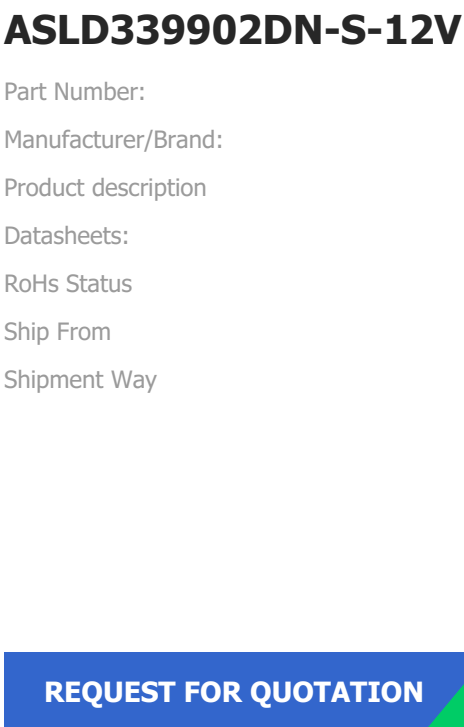 ASLD339902DN-S-12V
Part Number:
Manufacturer/Brand:
Product description
Datasheets:
RoHs Status
Ship From
Shipment Way
REQUEST FOR QUOTATION